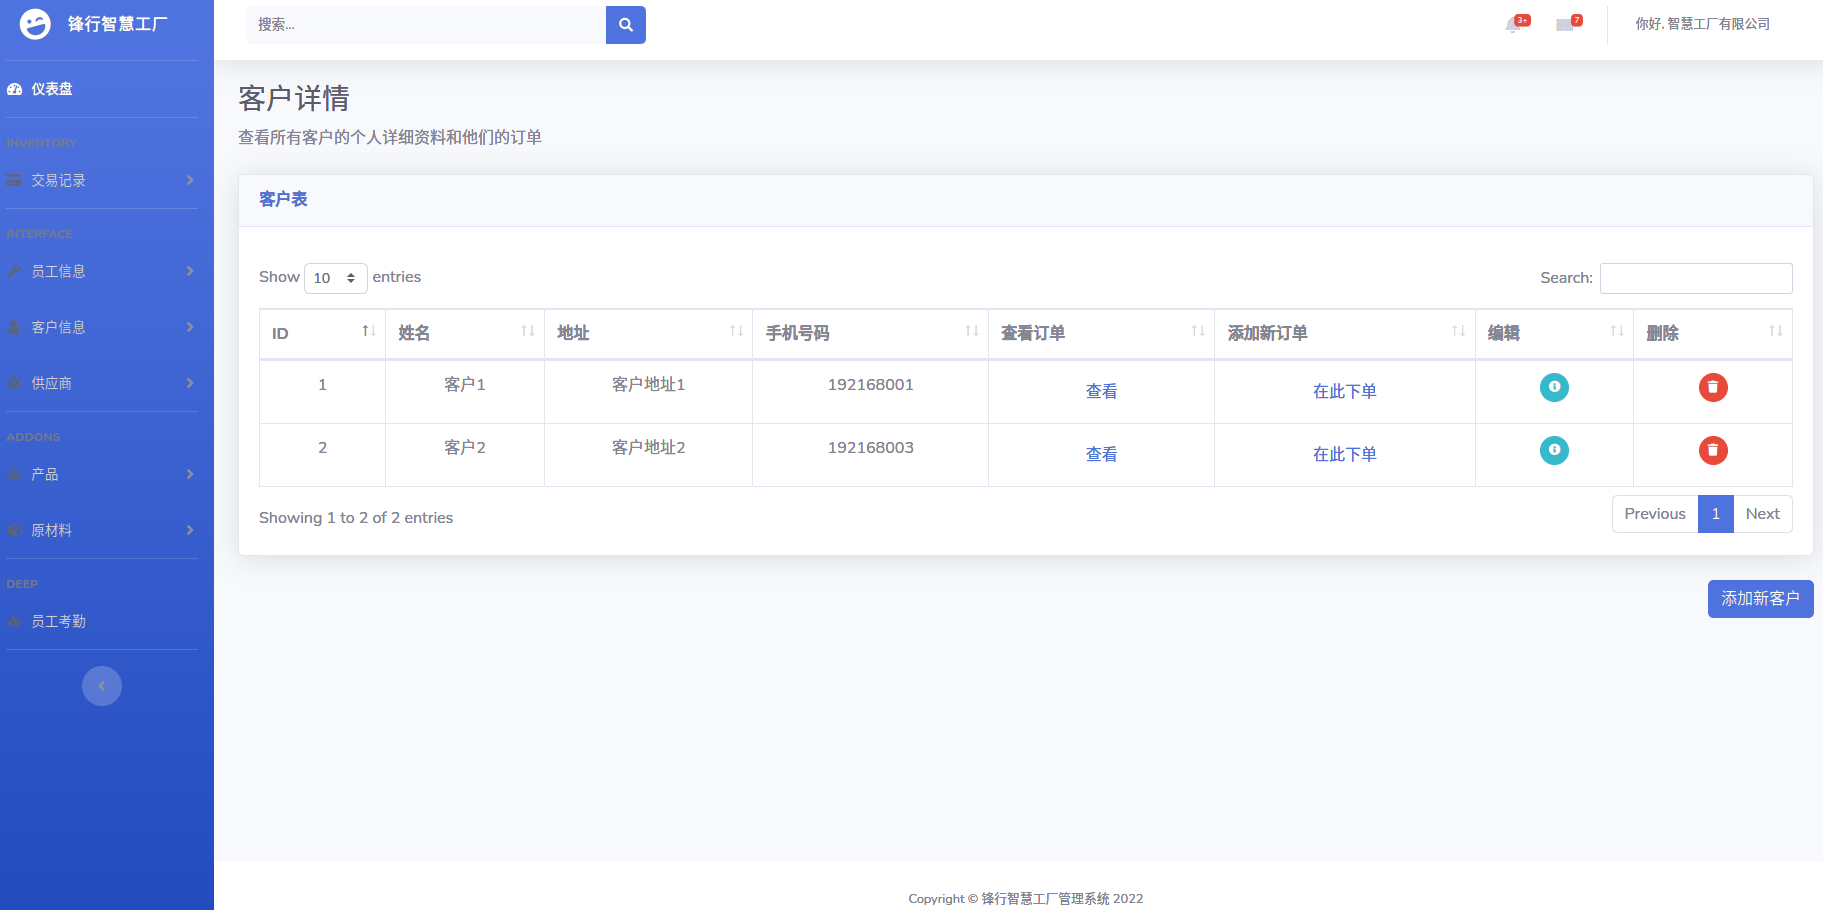 锋行智慧工厂
搜索...
3+
7
你好, 智慧工厂有限公司
仪表盘
INVENTORY
交易记录
INTERFACE
员工信息
客户信息
供应商
ADDONS
产品
原材料
DEEP
员工考勤
客户详情
查看所有客户的个人详细资料和他们的订单
客户表
Show 10 entries
Search:
ID 姓名 地址 手机号码 查看订单 添加新订单 编辑 删除
1 客户1 客户地址1 192168001 查看 在此下单
2 客户2 客户地址2 192168003 查看 在此下单
Showing 1 to 2 of 2 entries
Previous 1 Next
添加新客户
Copyright © 锋行智慧工厂管理系统 2022